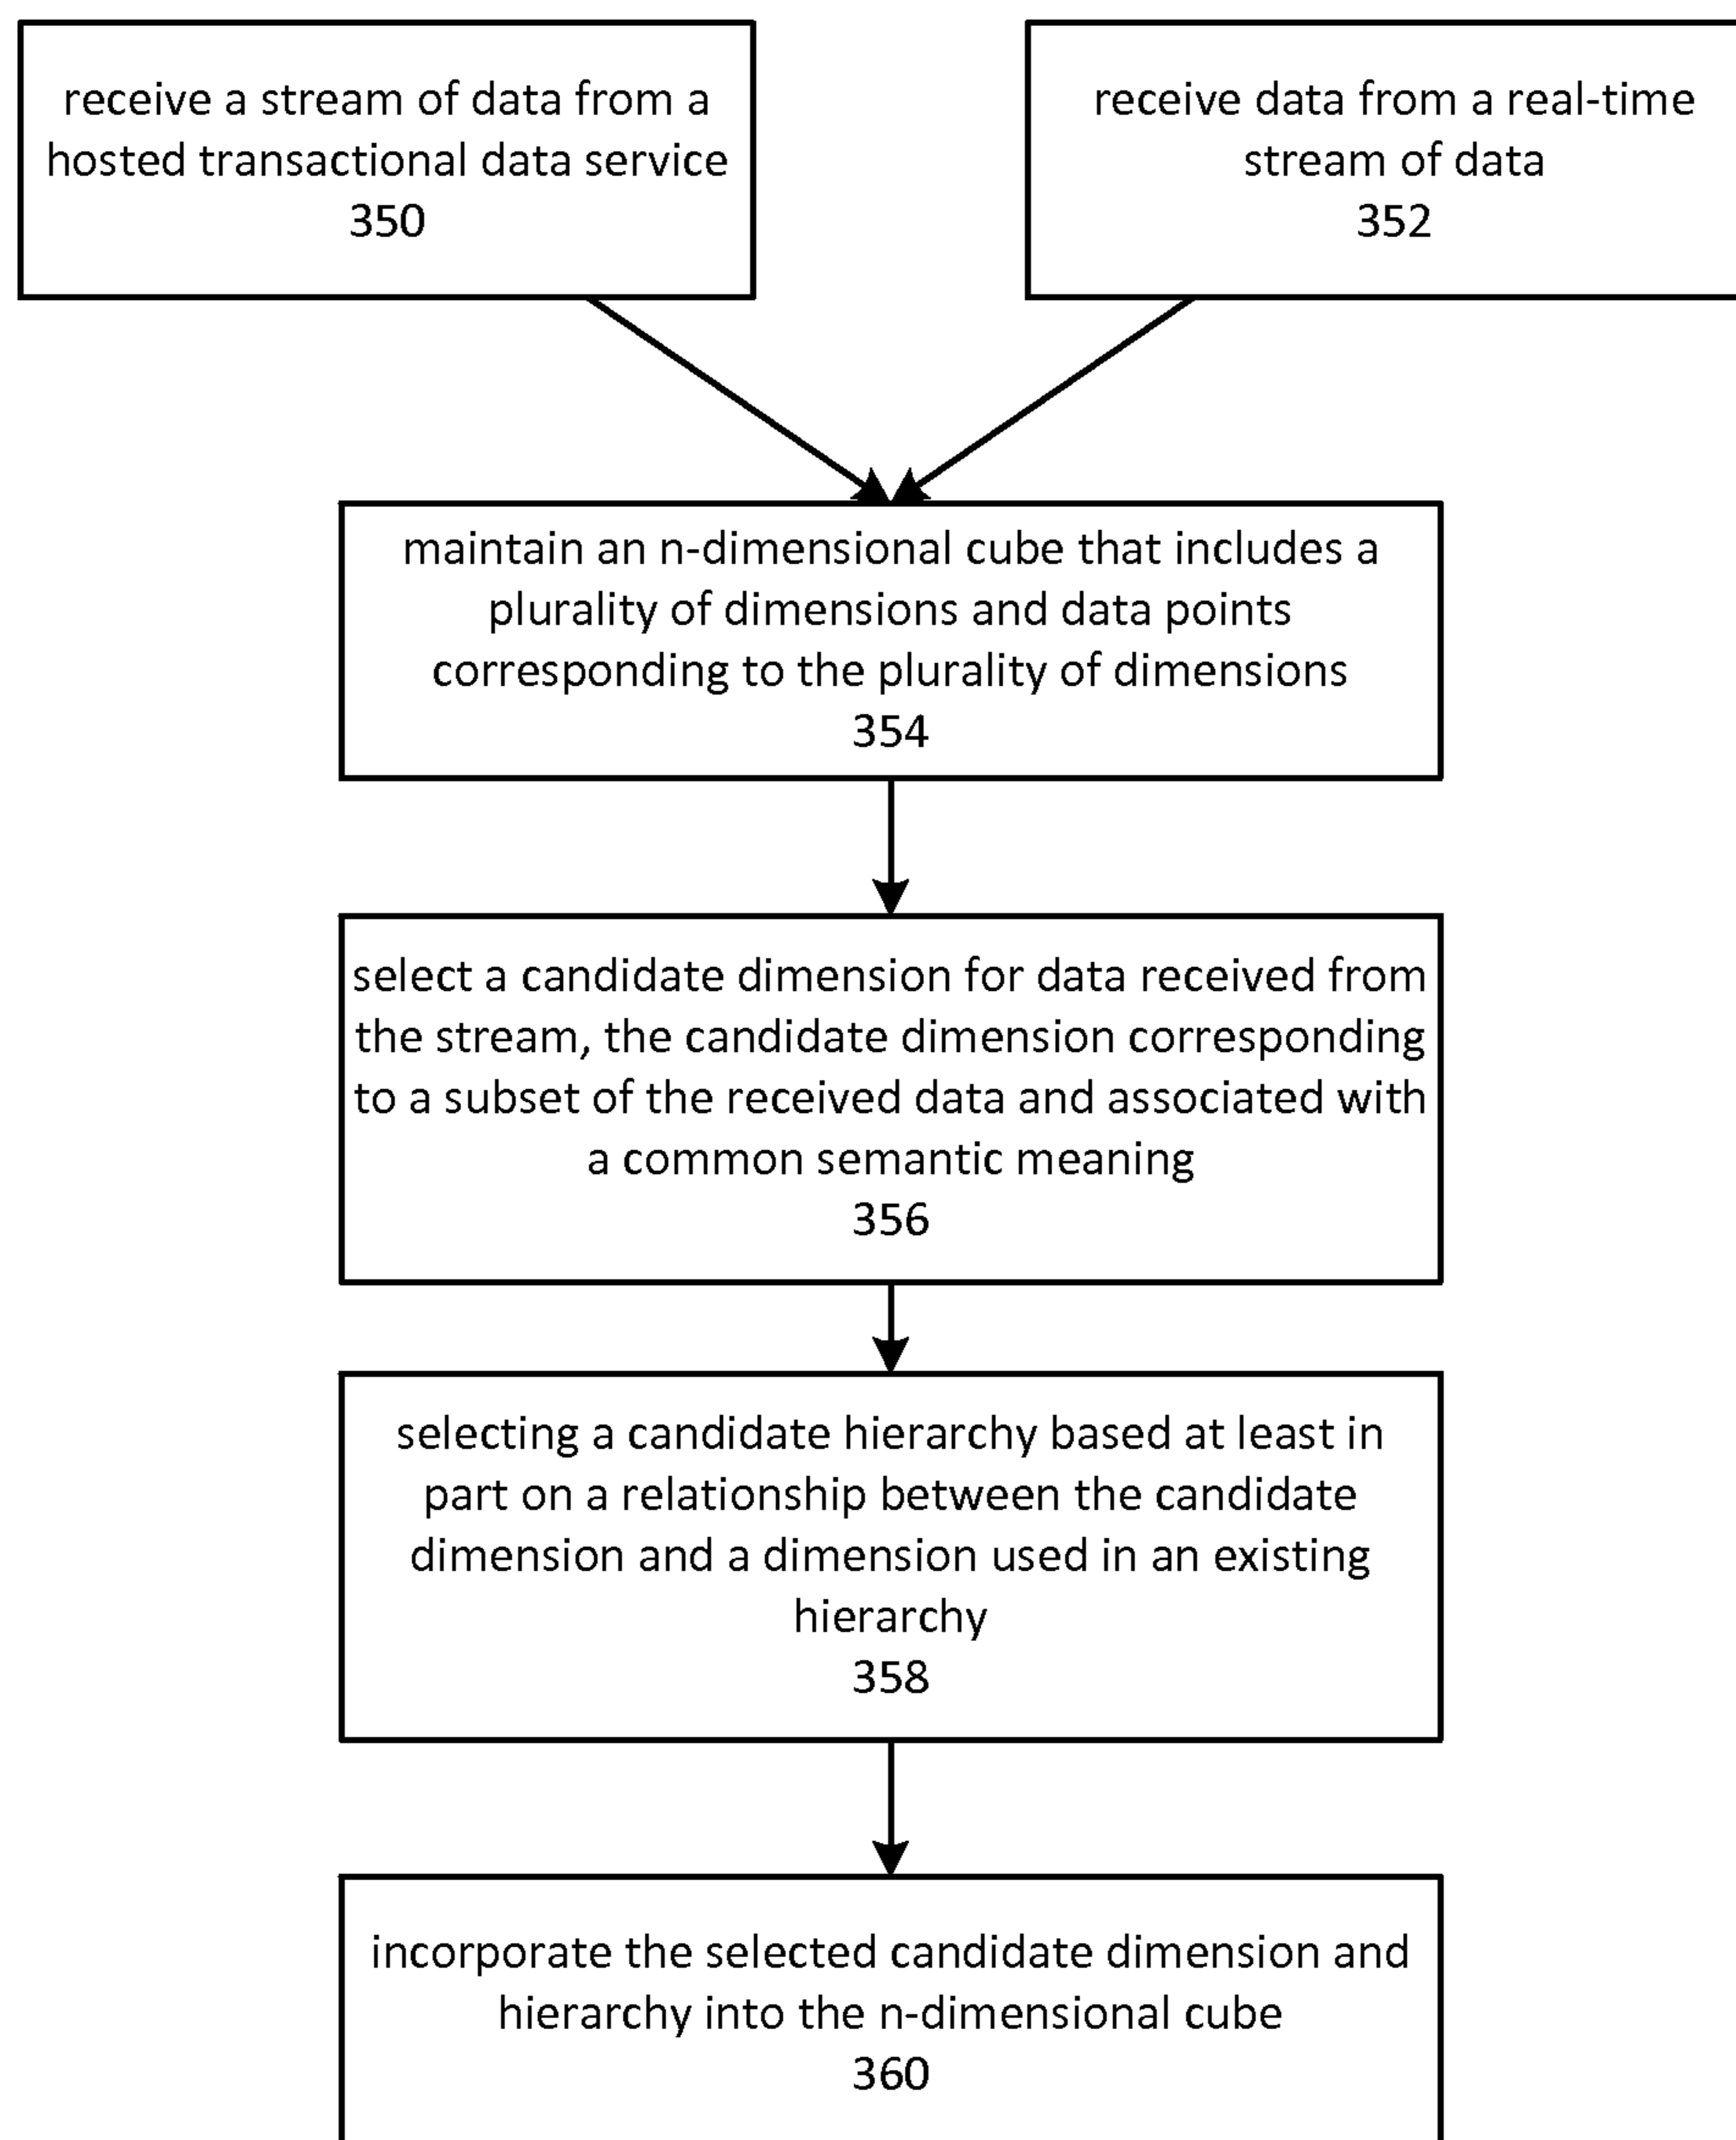 receive a stream of data from a
hosted transactional data service
350
receive data from a real-time
stream of data
352
maintain an n-dimensional cube that includes a
plurality of dimensions and data points
corresponding to the plurality of dimensions
354
select a candidate dimension for data received from
the stream, the candidate dimension corresponding
to a subset of the received data and associated with
a common semantic meaning
356
selecting a candidate hierarchy based at least in
part on a relationship between the candidate
dimension and a dimension used in an existing
hierarchy
358
incorporate the selected candidate dimension and
hierarchy into the n-dimensional cube
360